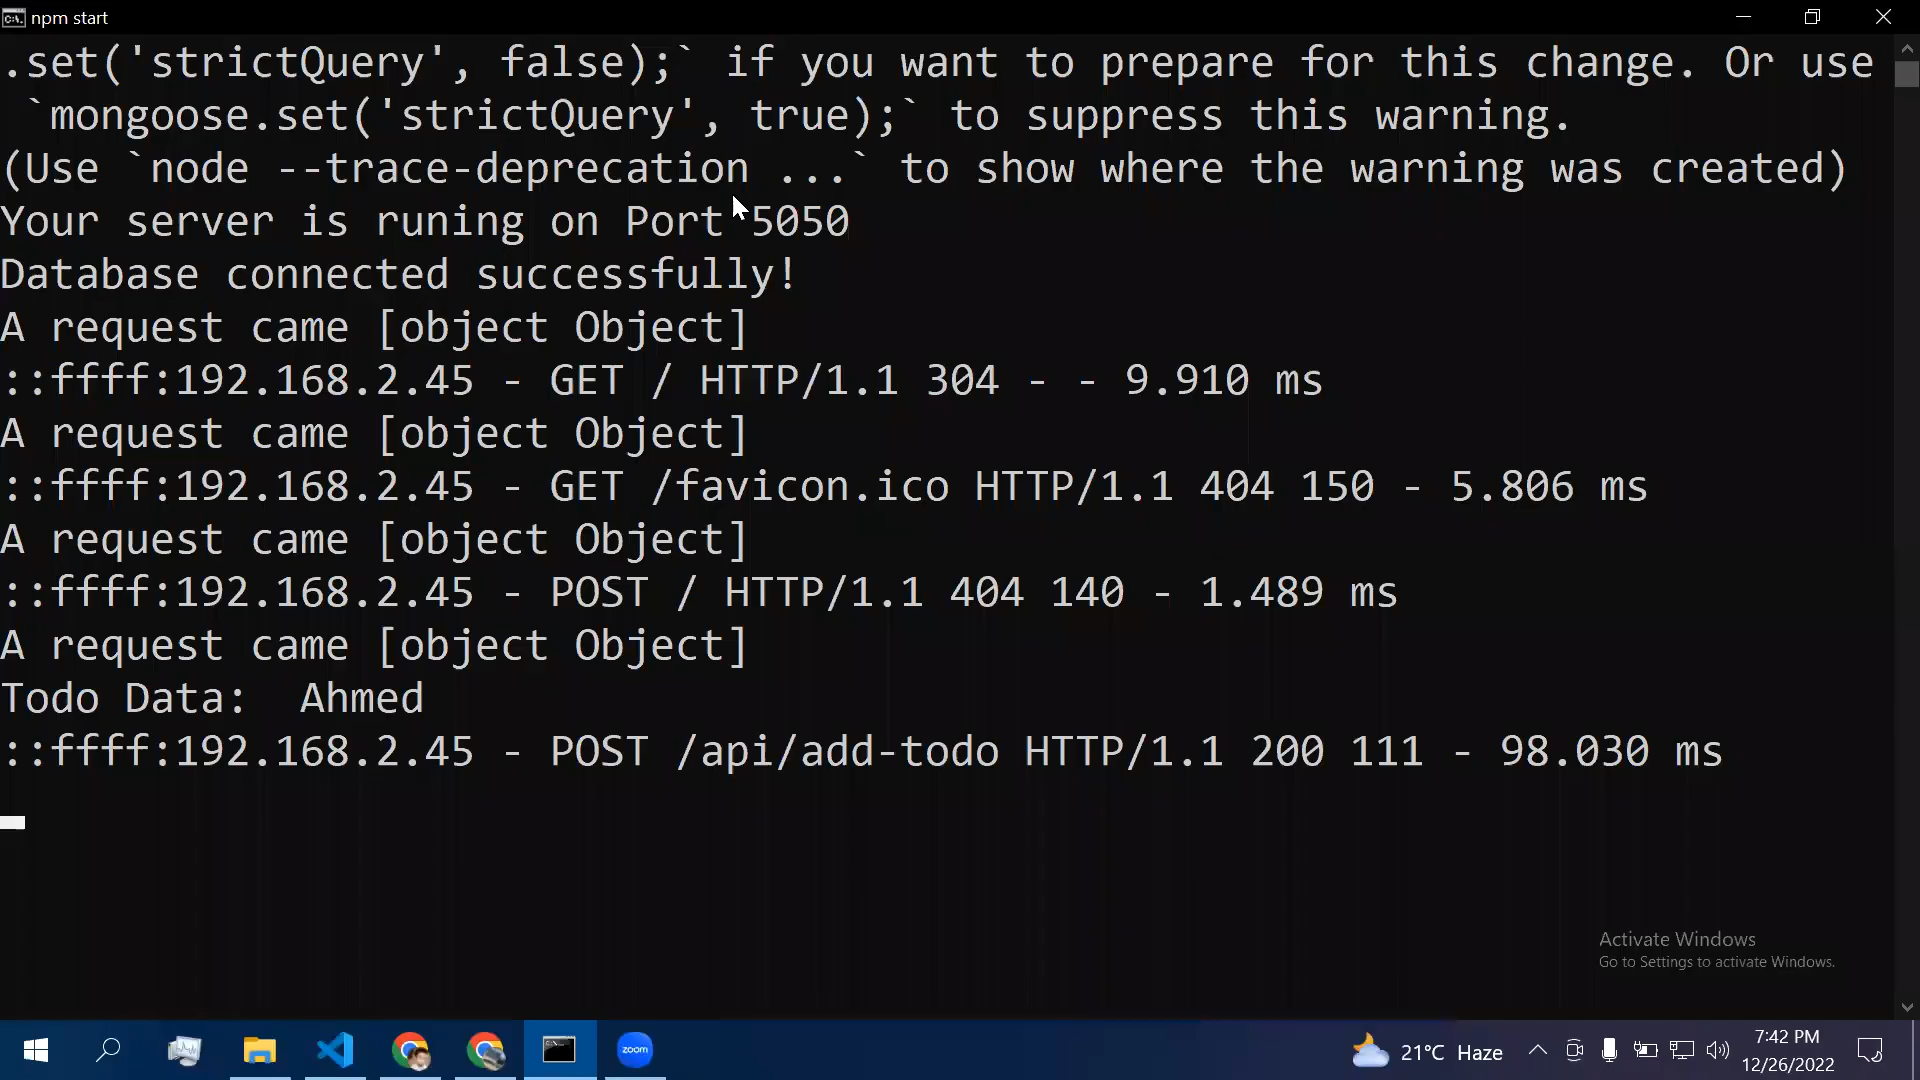 npm start
.set('strictQuery', false);` if you want to prepare for this change. Or use
`mongoose.set('strictQuery', true);` to suppress this warning.
(Use `node --trace-deprecation ...` to show where the warning was created)
Your server is runing on Port 5050
Database connected successfully!
A request came [object Object]
::ffff:192.168.2.45 - GET / HTTP/1.1 304 - - 9.910 ms
A request came [object Object]
::ffff:192.168.2.45 - GET /favicon.ico HTTP/1.1 404 150 - 5.806 ms
A request came [object Object]
::ffff:192.168.2.45 - POST / HTTP/1.1 404 140 - 1.489 ms
A request came [object Object]
Todo Data:  Ahmed
::ffff:192.168.2.45 - POST /api/add-todo HTTP/1.1 200 111 - 98.030 ms
Activate Windows
Go to Settings to activate Windows.
zoom
21°C Haze
7:42 PM
12/26/2022